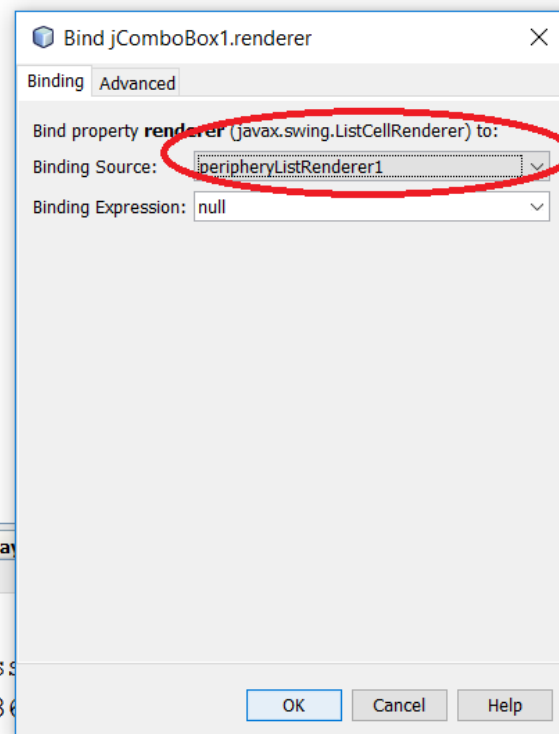 Bind jComboBox1.renderer
Binding Advanced
Bind property renderer (javax.swing.ListCellRenderer) to:
Binding Source: peripheryListRenderer1
Binding Expression: null
ay
OK Cancel Help